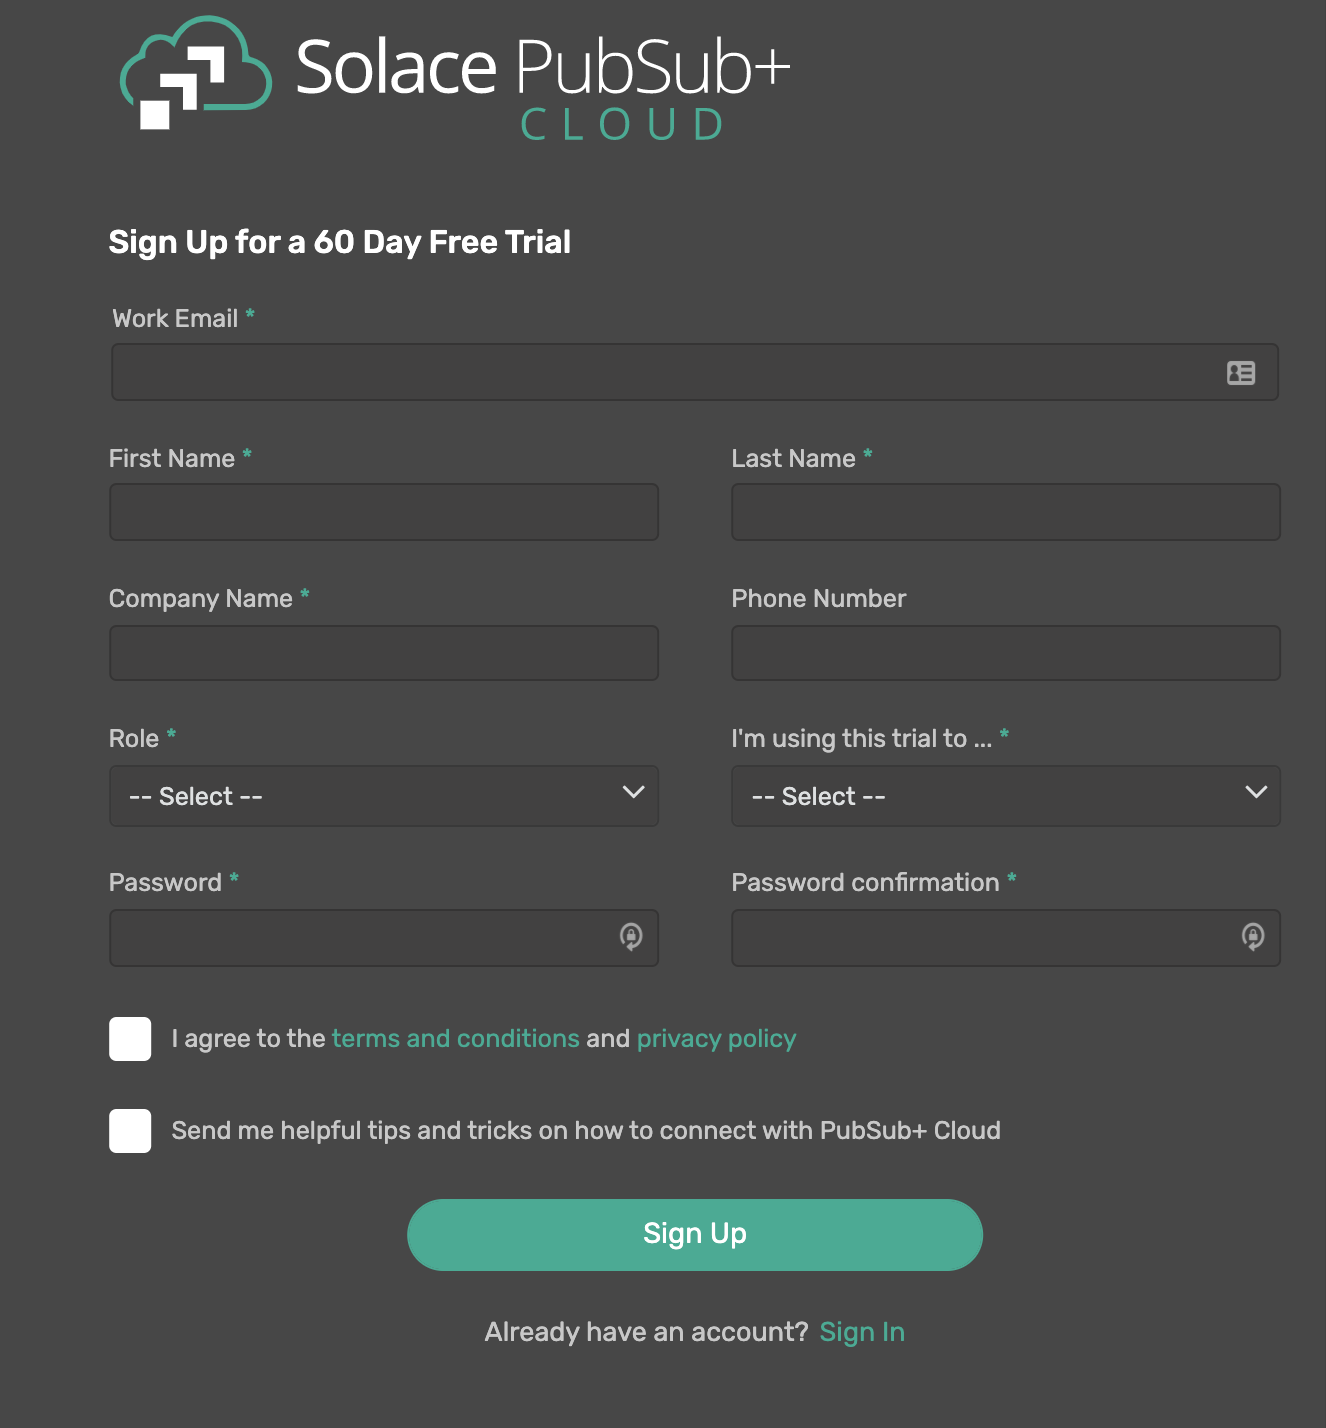 Solace PubSub+
CLOUD
Sign Up for a 60 Day Free Trial
Work Email *
First Name *
Last Name *
Company Name *
Phone Number
Role *
I'm using this trial to ... *
-- Select --
-- Select --
Password *
Password confirmation *
I agree to the terms and conditions and privacy policy
Send me helpful tips and tricks on how to connect with PubSub+ Cloud
Sign Up
Already have an account? Sign In